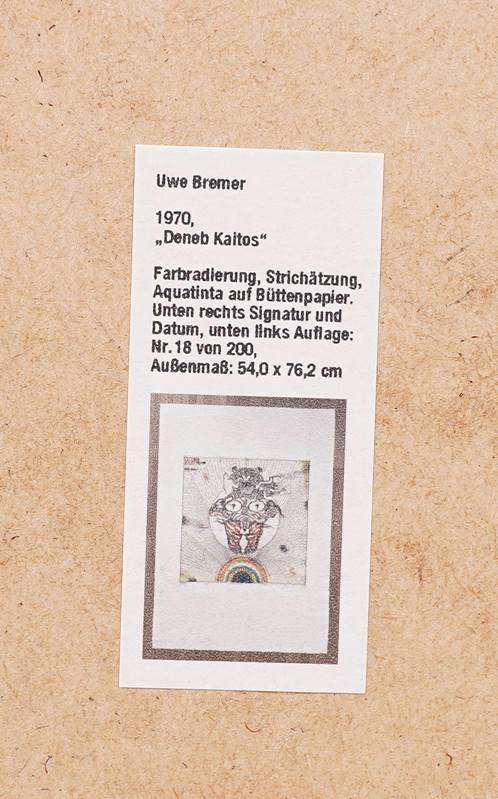 Uwe Bremer
1970,
„Deneb Kaitos“
Farbradierung, Strichätzung,
Aquatinta auf Büttenpapier.
Unten rechts Signatur und
Datum, unten links Auflage:
Nr. 18 von 200,
Außenmaß: 54,0 x 76,2 cm